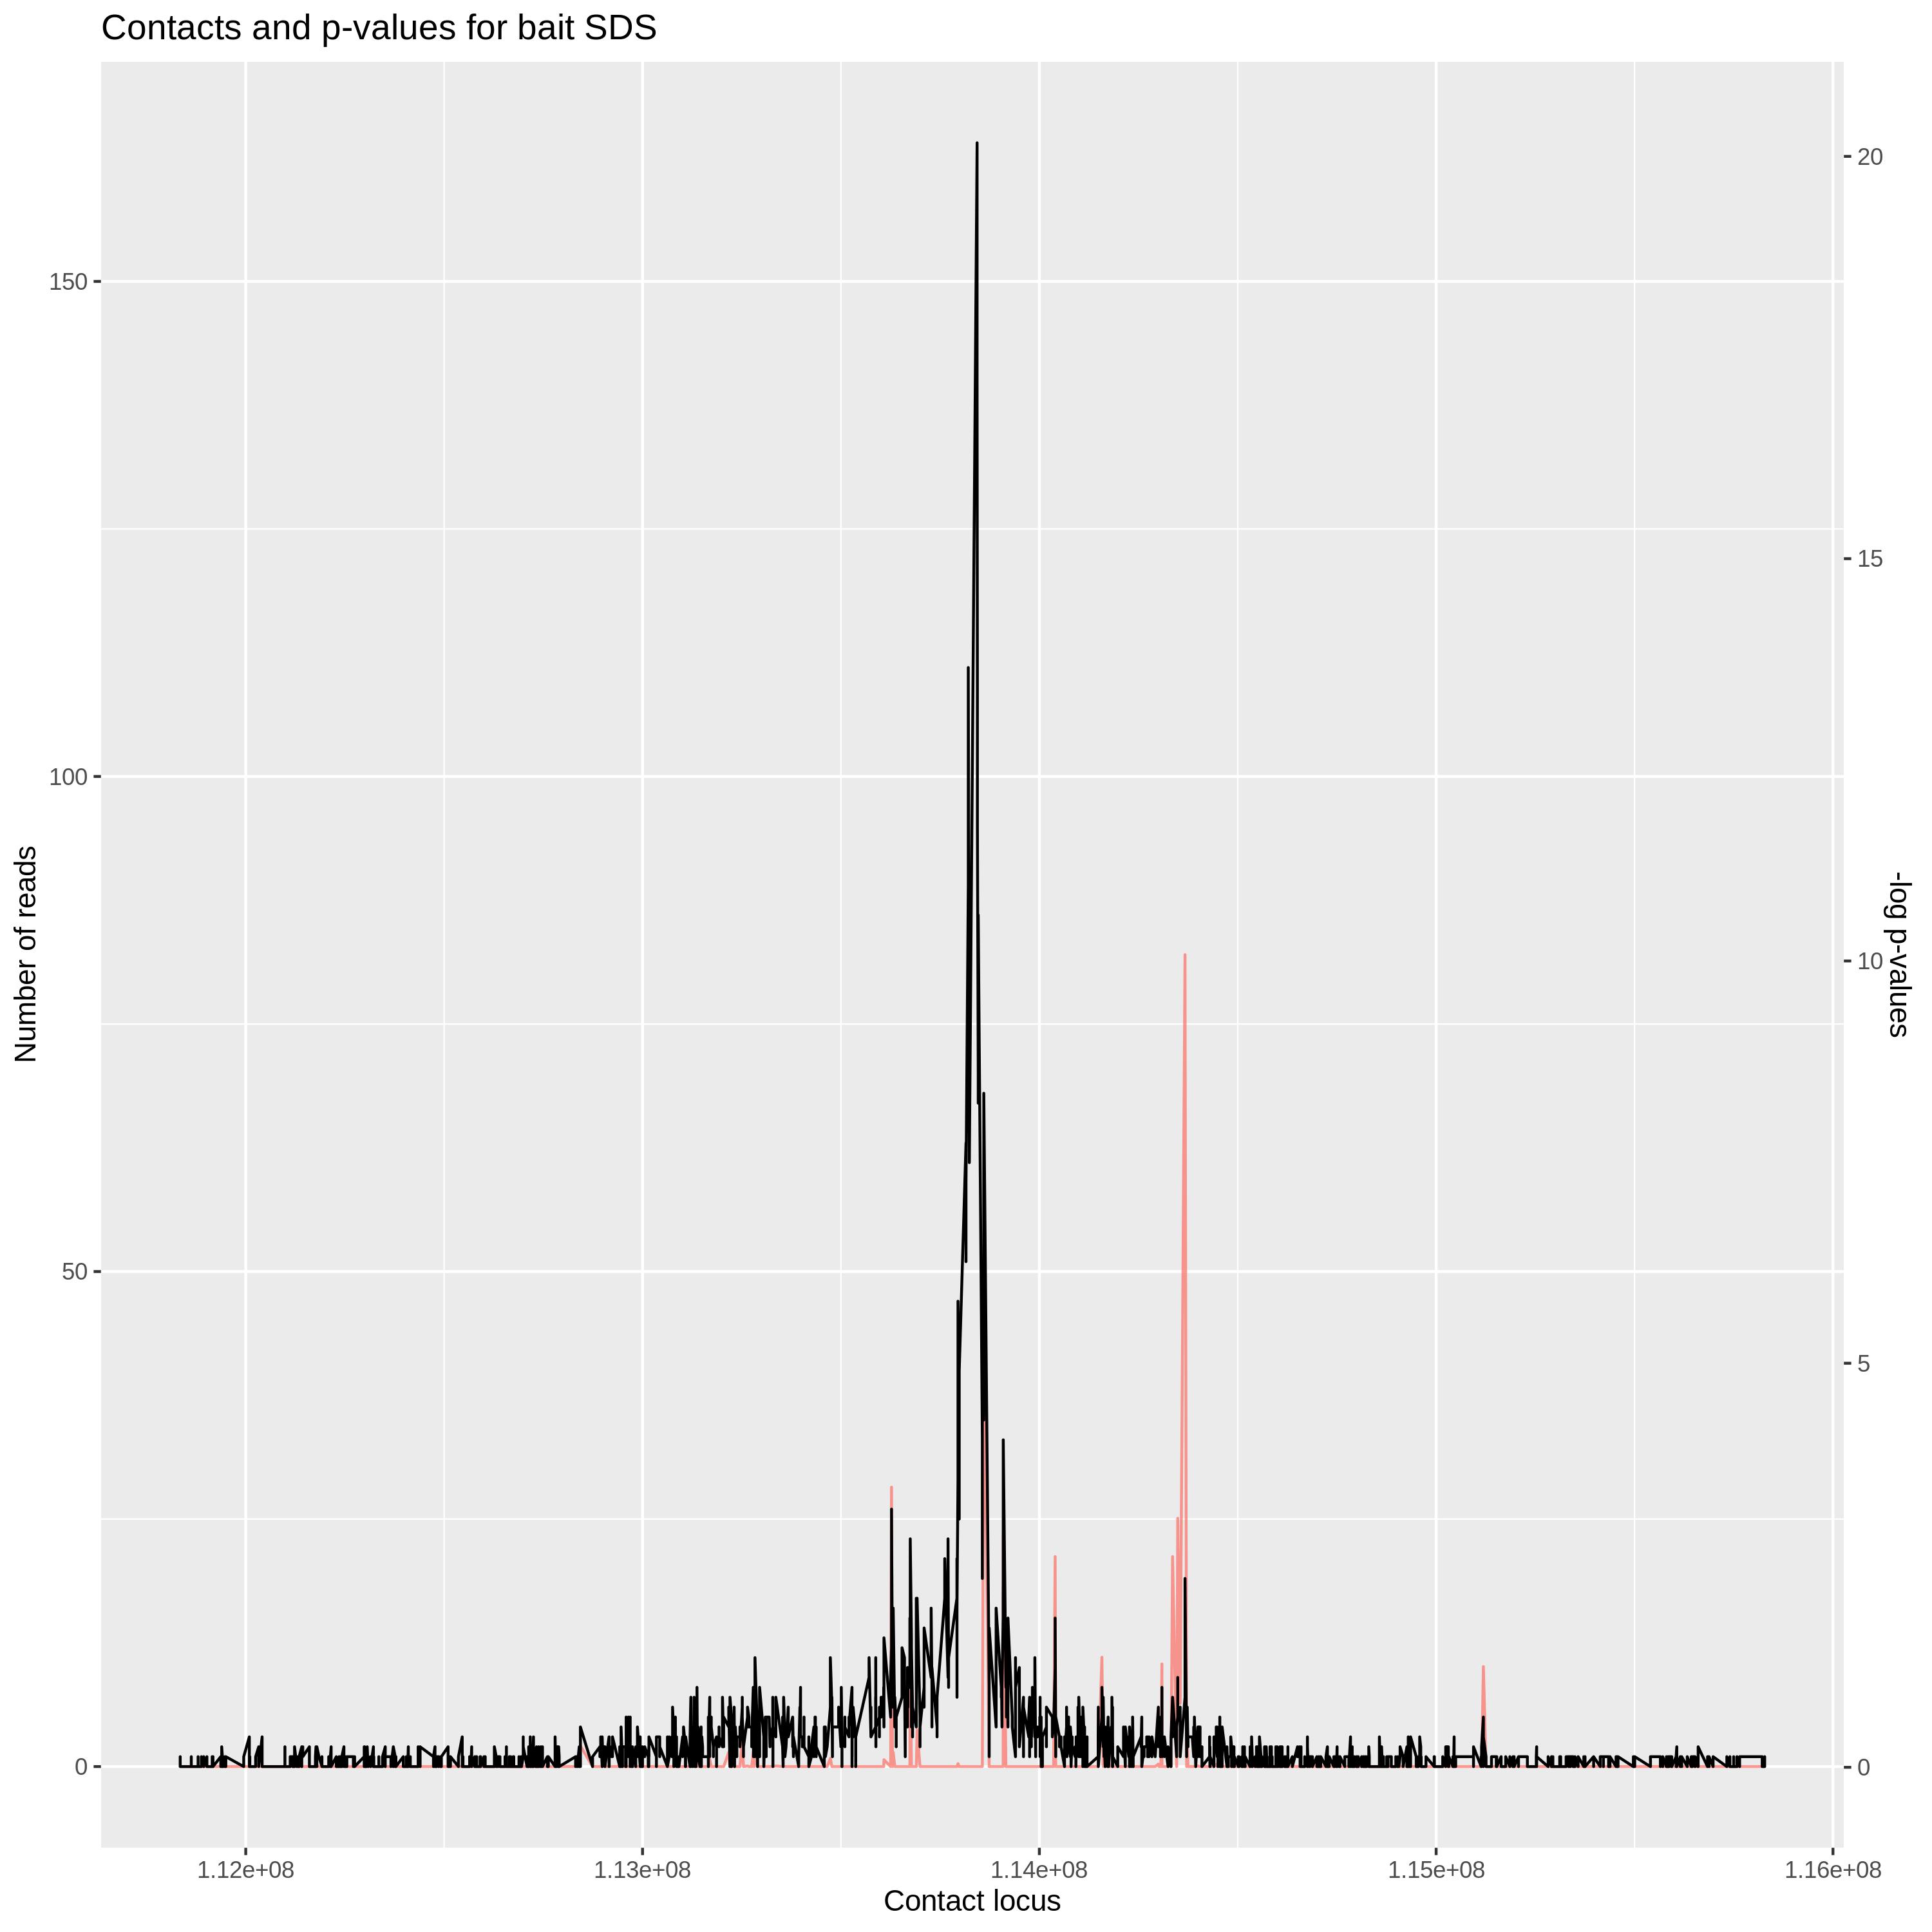 Contacts and p-values for bait SDS
Number of reads
150
100
50
0
20
15
10
5
0
-log p-values
1.12e+08
1.13e+08
1.14e+08
1.15e+08
1.16e+08
Contact locus